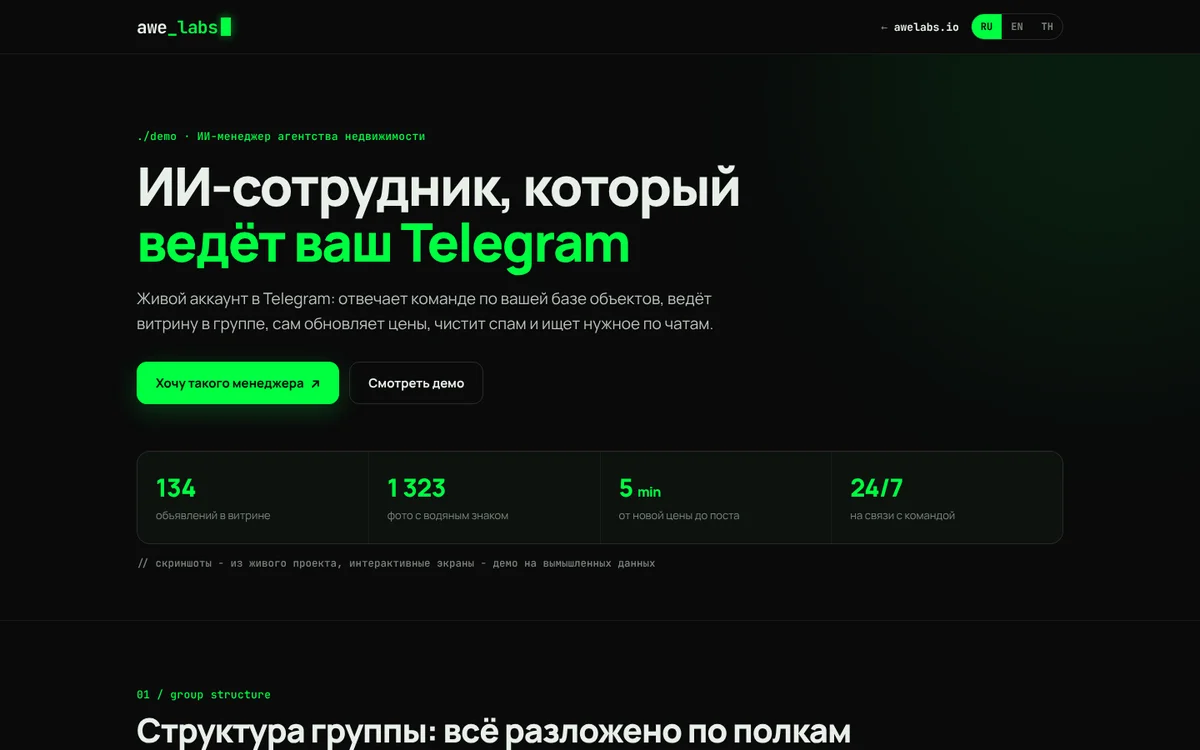 awe_labs
← awelabs.io RU EN TH
./demo · ИИ-менеджер агентства недвижимости
ИИ-сотрудник, который
ведёт ваш Telegram
Живой аккаунт в Telegram: отвечает команде по вашей базе объектов, ведёт
витрину в группе, сам обновляет цены, чистит спам и ищет нужное по чатам.
Хочу такого менеджера ↗ Смотреть демо
134
объявлений в витрине
1 323
фото с водяным знаком
5 min
от новой цены до поста
24/7
на связи с командой
// скриншоты - из живого проекта, интерактивные экраны - демо на вымышленных данных
01 / group structure
Структура группы: всё разложено по полкам